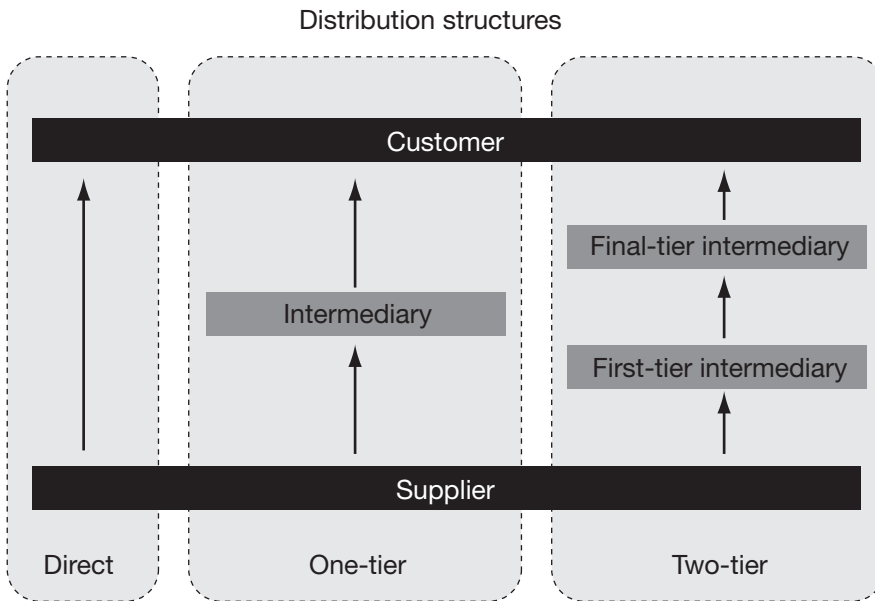 Distribution structures
Customer
Final-tier intermediary
Intermediary
First-tier intermediary
Supplier
Direct
One-tier
Two-tier